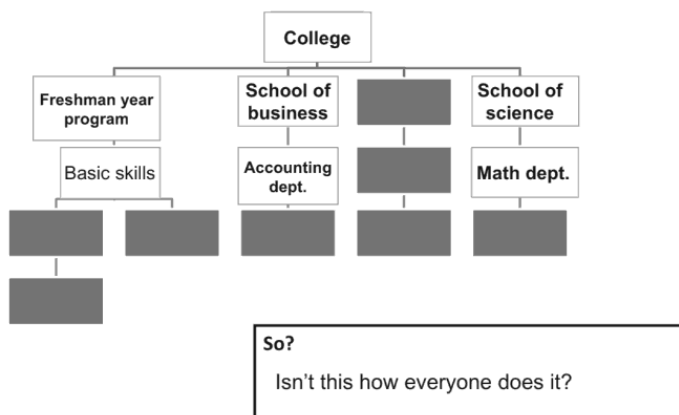 College
Freshman year
program
School of
business
School of
science
Basic skills
Accounting
dept.
Math dept.
So?
Isn’t this how everyone does it?